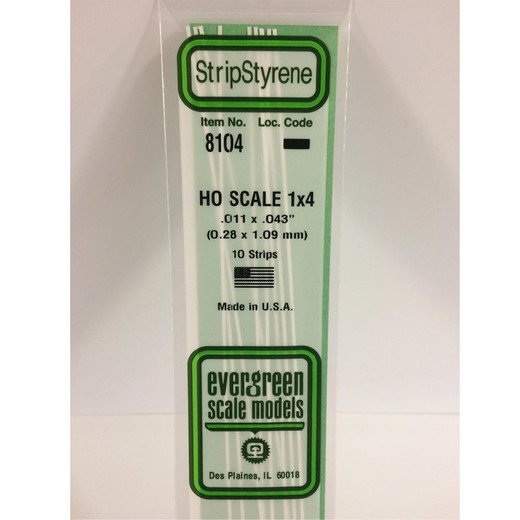 StripStyrene
Item No. Loc. Code
8104
HO SCALE 1x4
.011 x .043"
(0.28 x 1.09 mm)
10 Strips
Made in U.S.A.
evergreen
scale models
Des Plaines, IL 60018